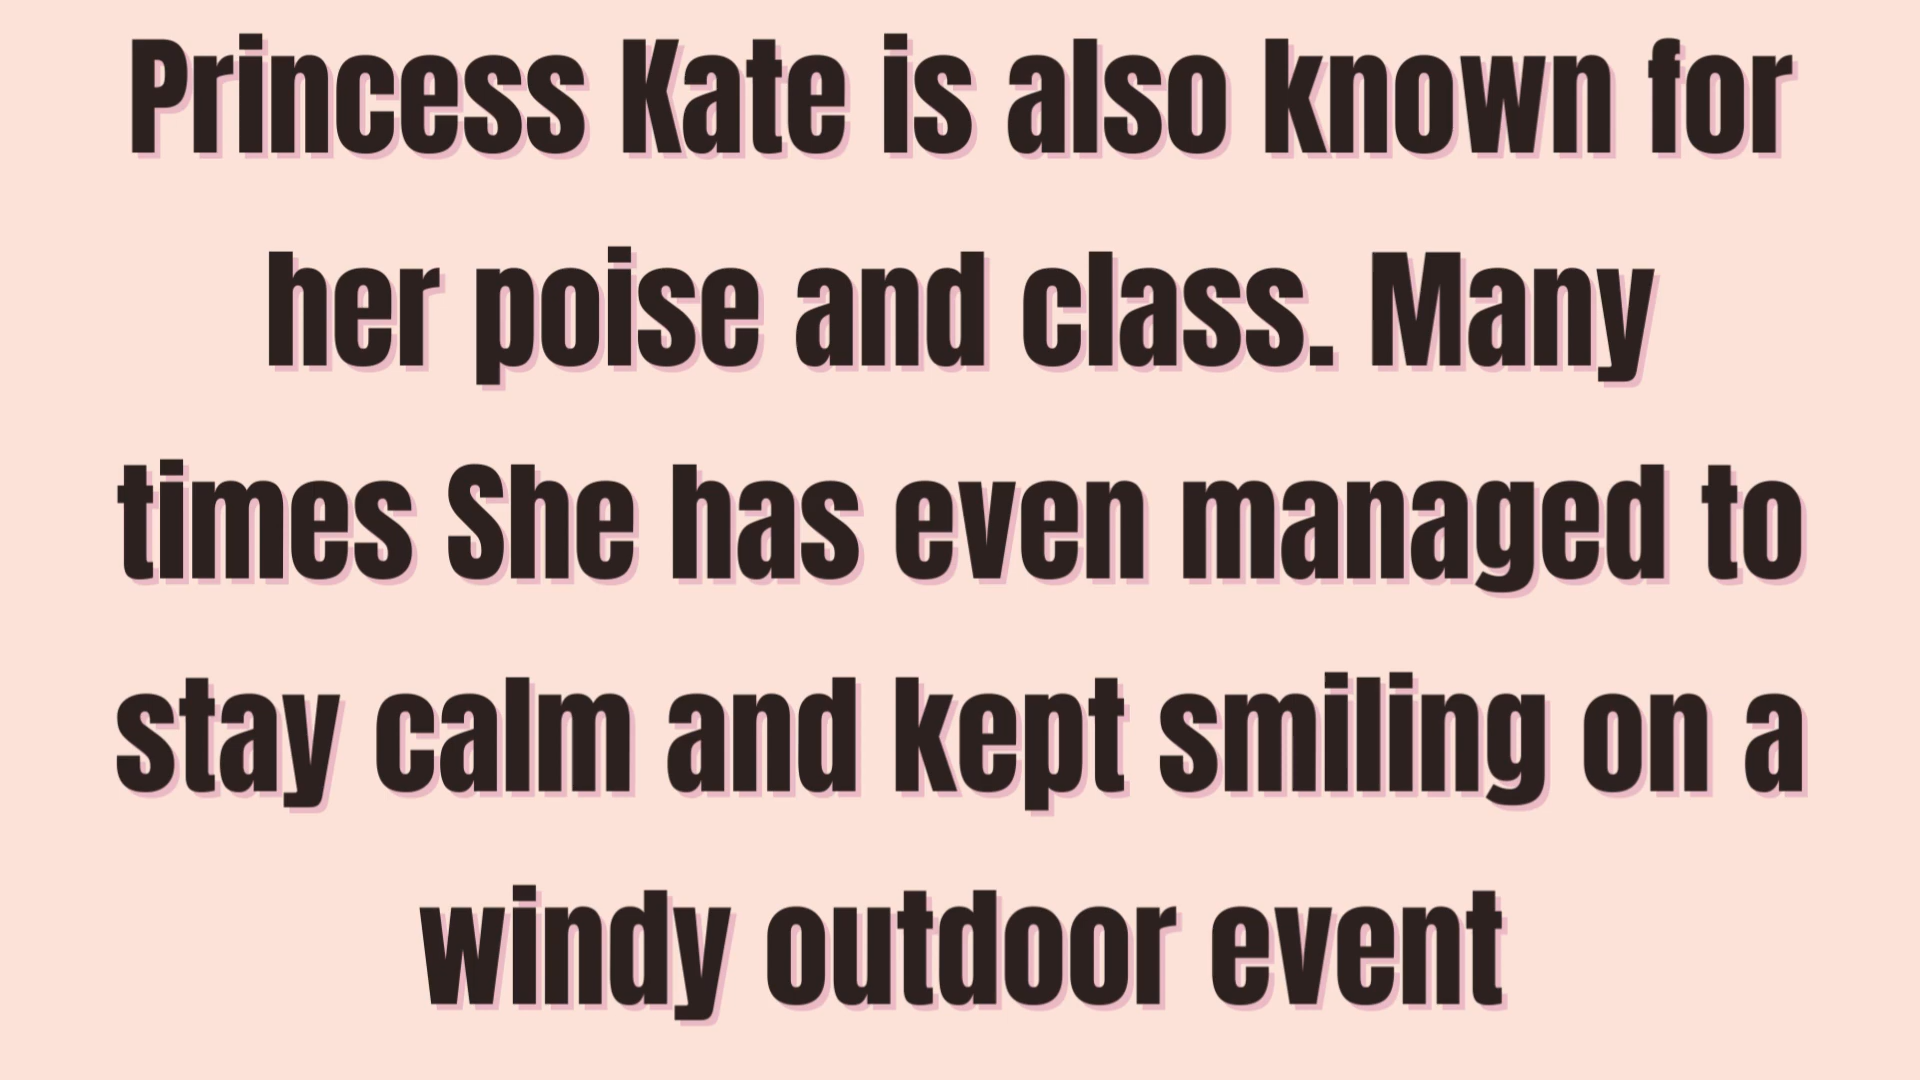 Princess Kate is also known for
her poise and class. Many
times She has even managed to
stay calm and kept smiling on a
windy outdoor event